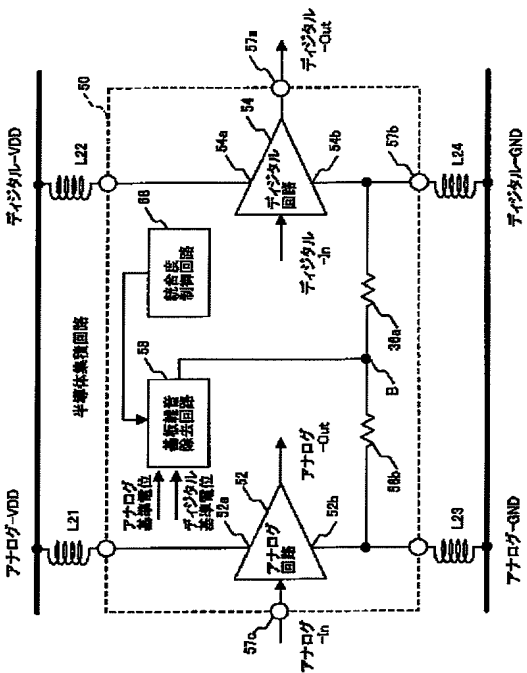 アナログ-VDD
ディジタル-VDD
L21
L22
半導体集積回路
50
58
基板雑音
除去回路
68
統合度
制御回路
アナログ
基準電位
ディジタル
基準電位
52a
52
アナログ
回路
52b
アナログ
-Out
57c
アナログ
-In
54a
54
ディジタル
回路
54b
ディジタル
-In
57a
ディジタル
-Out
57b
56b
B
36a
L23
L24
アナログ-GND
ディジタル-GND